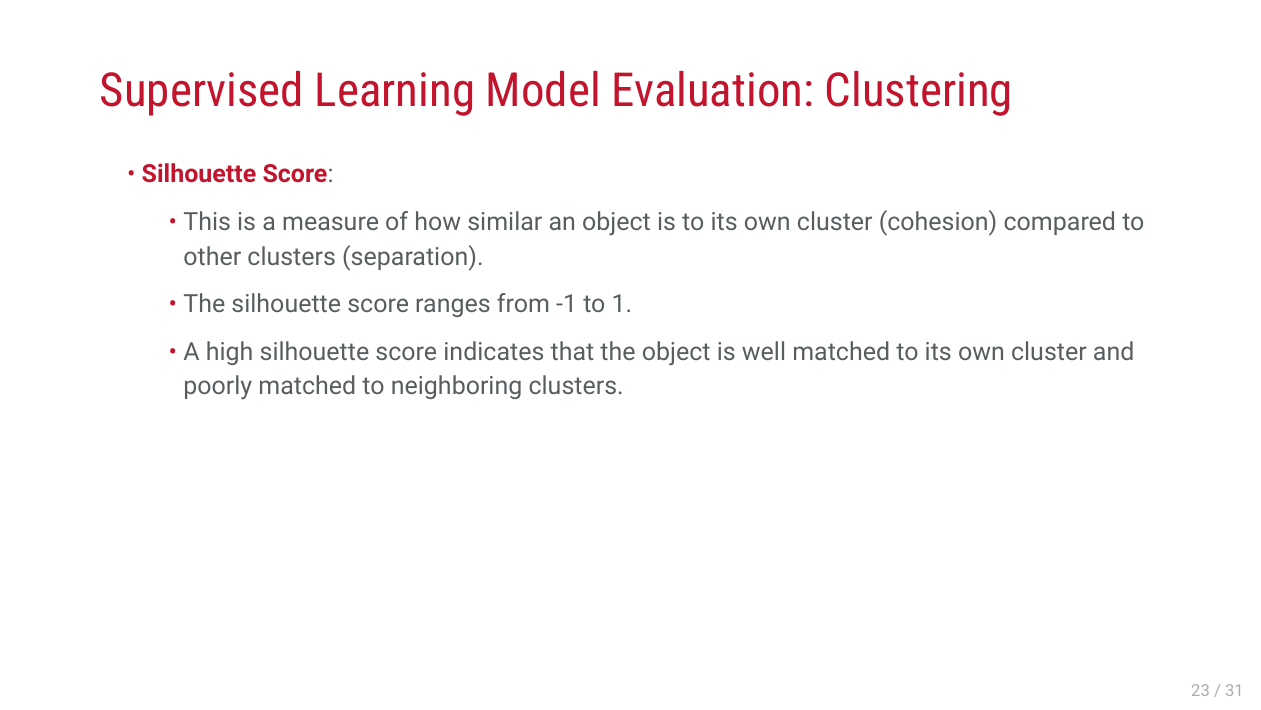 Supervised Learning Model Evaluation: Clustering
• Silhouette Score:
• This is a measure of how similar an object is to its own cluster (cohesion) compared to
other clusters (separation).
• The silhouette score ranges from -1 to 1.
• A high silhouette score indicates that the object is well matched to its own cluster and
poorly matched to neighboring clusters.
23 / 31